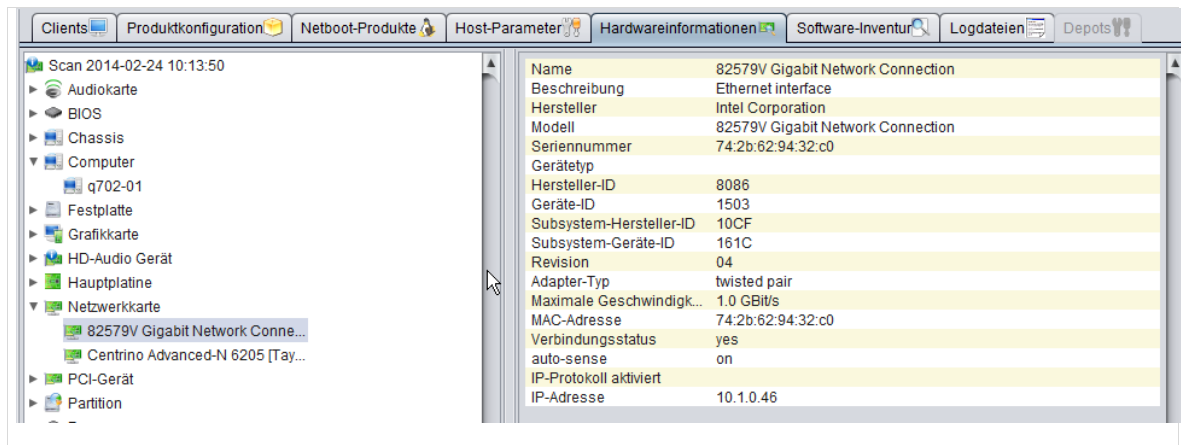 Clients Produktkonfiguration Netboot-Produkte Host-Parameter Hardwareinformationen Software-Inventur Logdateien Depots
Scan 2014-02-24 10:13:50
Audiokarte
BIOS
Chassis
Computer
q702-01
Festplatte
Grafikkarte
HD-Audio Gerät
Hauptplatine
Netzwerkkarte
82579V Gigabit Network Conne...
Centrino Advanced-N 6205 [Tay...
PCI-Gerät
Partition
Name 82579V Gigabit Network Connection
Beschreibung Ethernet interface
Hersteller Intel Corporation
Modell 82579V Gigabit Network Connection
Seriennummer 74:2b:62:94:32:c0
Gerätetyp
Hersteller-ID 8086
Geräte-ID 1503
Subsystem-Hersteller-ID 10CF
Subsystem-Geräte-ID 161C
Revision 04
Adapter-Typ twisted pair
Maximale Geschwindigk... 1.0 GBit/s
MAC-Adresse 74:2b:62:94:32:c0
Verbindungsstatus yes
auto-sense on
IP-Protokoll aktiviert
IP-Adresse 10.1.0.46